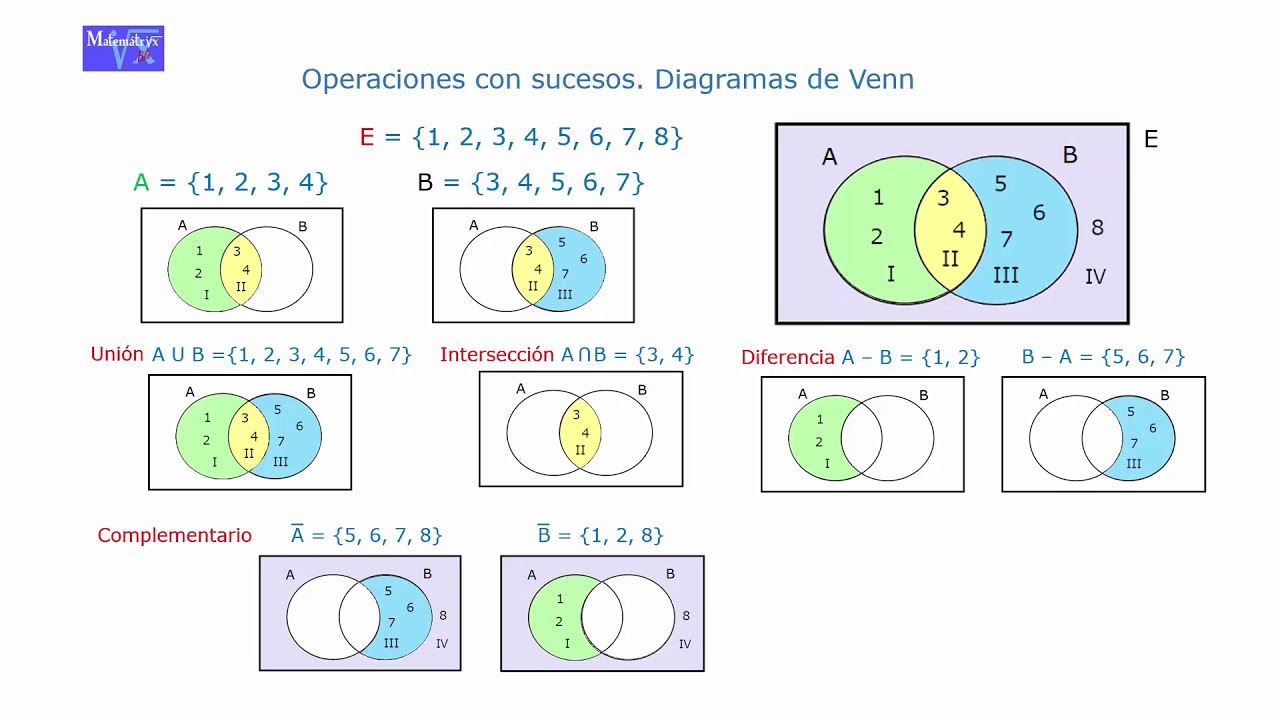 Matemátryx
Operaciones con sucesos. Diagramas de Venn
E = {1, 2, 3, 4, 5, 6, 7, 8}
A = {1, 2, 3, 4}
A B
1 3
2 4
I II
B = {3, 4, 5, 6, 7}
A B
3 5
4 6
7
II III
E
A B
1 3 5
6
2 4 7 8
I II III IV
Unión A U B ={1, 2, 3, 4, 5, 6, 7}
A B
1 3 5
6
2 4 7
I II III
Intersección A∩B = {3, 4}
A B
3
4
II
Diferencia A – B = {1, 2}
A B
1
2
I
B – A = {5, 6, 7}
A B
5
6
7
III
Complementario
A̅ = {5, 6, 7, 8}
A B
5
6
7 8
III IV
B̅ = {1, 2, 8}
A B
1
2 8
I IV